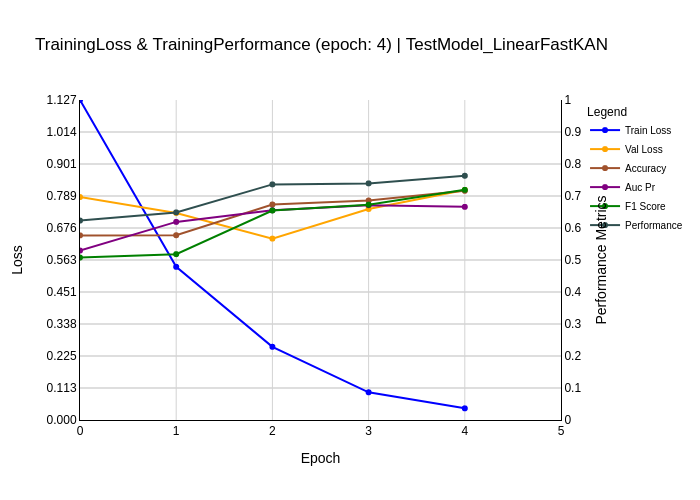 TrainingLoss & TrainingPerformance (epoch: 4) | TestModel_LinearFastKAN
1.127
1.014
0.901
0.789
0.676
0.563
0.451
0.338
0.225
0.113
0.000
Loss
0
1
2
3
4
5
Epoch
1
0.9
0.8
0.7
0.6
0.5
0.4
0.3
0.2
0.1
0
Performance Metrics
Legend
Train Loss
Val Loss
Accuracy
Auc Pr
F1 Score
Performance